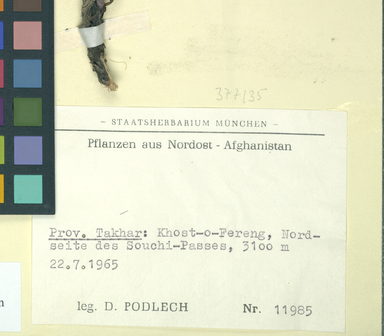 377/35
– STAATSHERBARIUM MÜNCHEN –
Pflanzen aus Nordost - Afghanistan
Prov. Takhar: Khost-o-Fereng, Nord-
seite des Souchi-Passes, 3100 m
22.7.1965
leg. D. PODLECH Nr. 11985